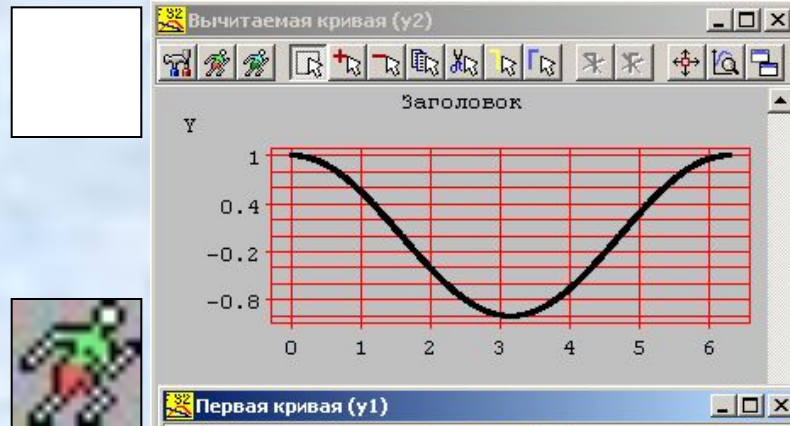 Вычитаемая кривая (y2)
Заголовок
Y
1
0.4
-0.2
-0.8
0 1 2 3 4 5 6
Первая кривая (y1)